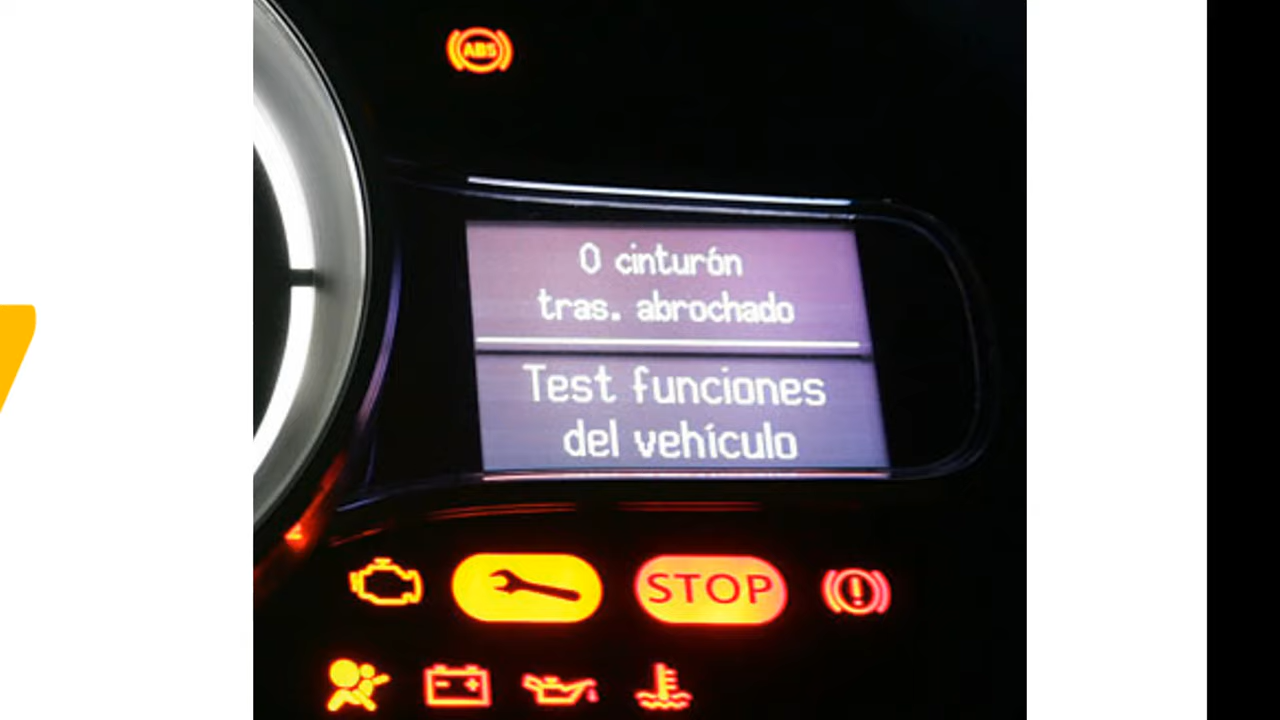 ABS
0 cinturón
tras. abrochado
Test funciones
del vehículo
STOP